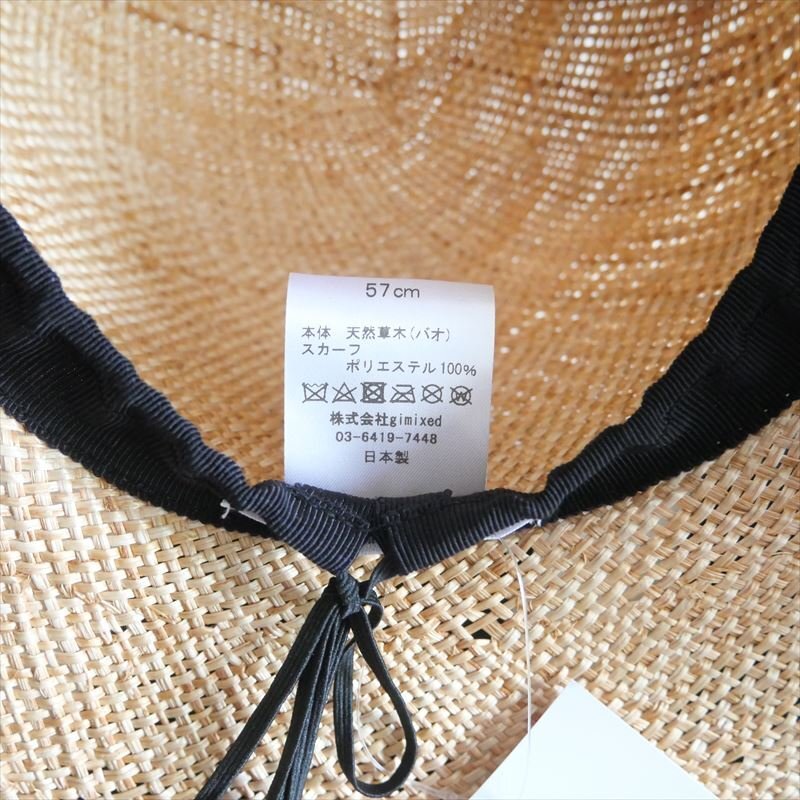 57cm
本体 天然草木(バオ)
スカーフ
ポリエステル100%
株式会社gimixed
03-6419-7448
日本製